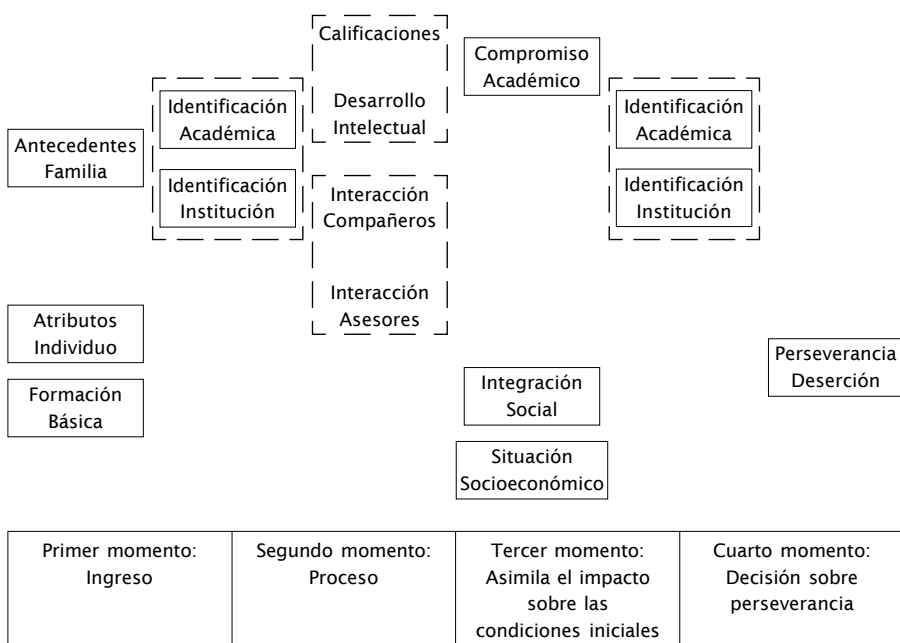 Antecedentes
Familia
Atributos
Individuo
Formación
Básica
Identificación
Académica
Identificación
Institución
Calificaciones
Desarrollo
Intelectual
Interacción
Compañeros
Interacción
Asesores
Compromiso
Académico
Integración
Social
Situación
Socioeconómico
Identificación
Académica
Identificación
Institución
Perseverancia
Deserción
Primer momento:
Ingreso
Segundo momento:
Proceso
Tercer momento:
Asimila el impacto
sobre las
condiciones iniciales
Cuarto momento:
Decisión sobre
perseverancia